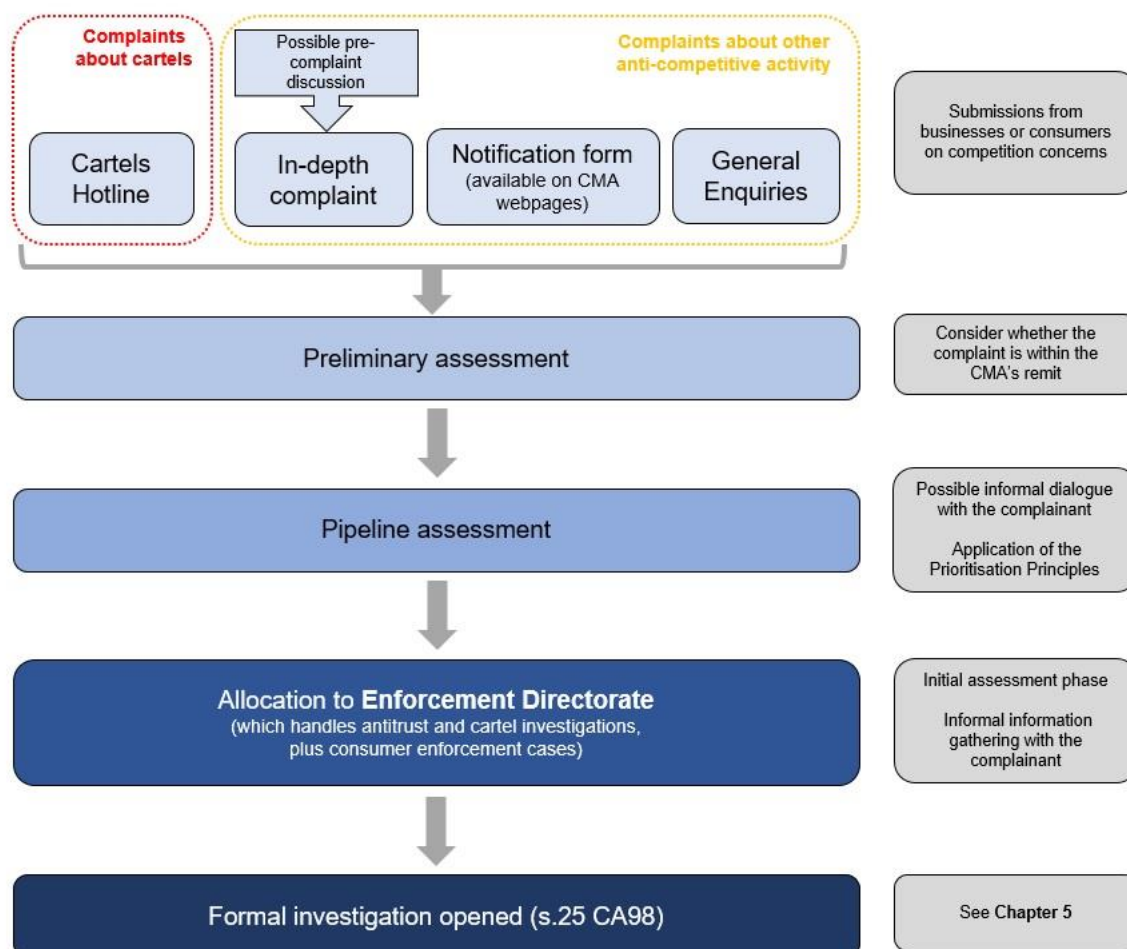 Complaints
about cartels
Possible pre-
complaint
discussion
Complaints about other
anti-competitive activity
Cartels
Hotline
In-depth
complaint
Notification form
(available on CMA
webpages)
General
Enquiries
Submissions from
businesses or consumers
on competition concerns
Preliminary assessment
Consider whether the
complaint is within the
CMA's remit
Pipeline assessment
Possible informal dialogue
with the complainant
Application of the
Prioritisation Principles
Allocation to Enforcement Directorate
(which handles antitrust and cartel investigations,
plus consumer enforcement cases)
Initial assessment phase
Informal information
gathering with the
complainant
Formal investigation opened (s.25 CA98)
See Chapter 5